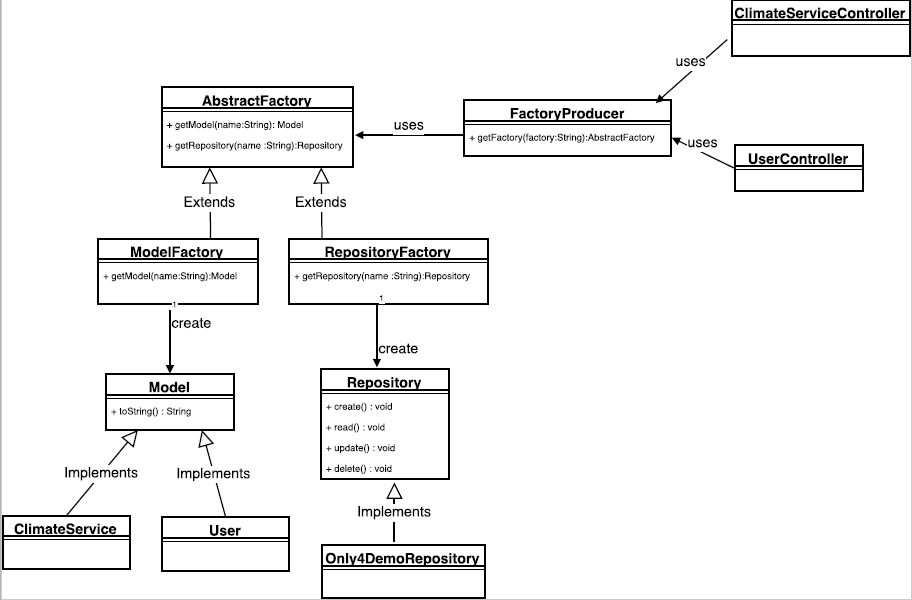 ClimateServiceController
uses
AbstractFactory
+ getModel(name:String): Model
+ getRepository(name :String):Repository
uses
FactoryProducer
+ getFactory(factory:String):AbstractFactory
uses
UserController
Extends
Extends
ModelFactory
+ getModel(name:String):Model
RepositoryFactory
+ getRepository(name :String):Repository
1
1
create
create
Model
+ toString() : String
Repository
+ create() : void
+ read() : void
+ update() : void
+ delete() : void
Implements
Implements
Implements
ClimateService
User
Only4DemoRepository